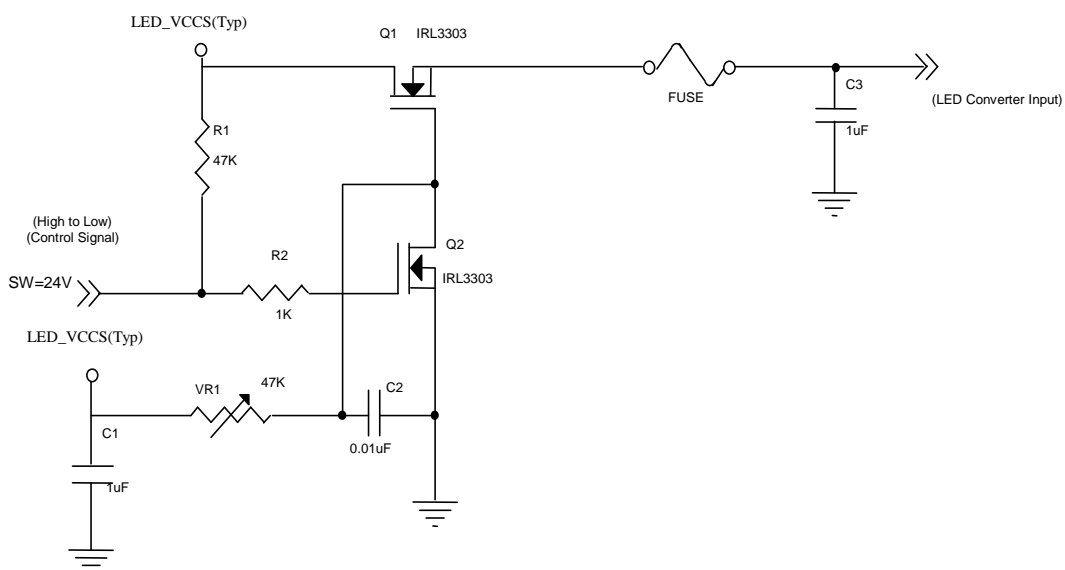 LED_VCCS(Typ)
Q1 IRL3303
FUSE
C3
(LED Converter Input)
1uF
R1
47K
(High to Low)
(Control Signal)
SW=24V
R2
1K
Q2
IRL3303
LED_VCCS(Typ)
VR1
47K
C2
0.01uF
C1
1uF